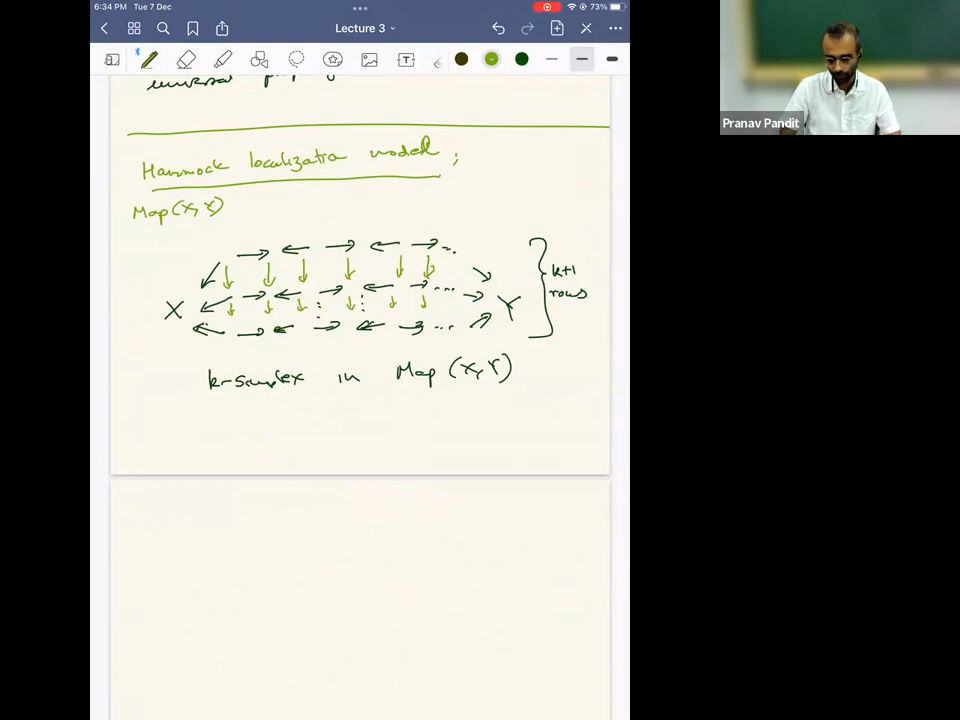 6:34 PM Tue 7 Dec
73%
Lecture 3
universal
Hammock localization model;
Map(X,Y)
k+1
rows
X
Y
k-simplex in Map (X,Y)
Pranav Pandit